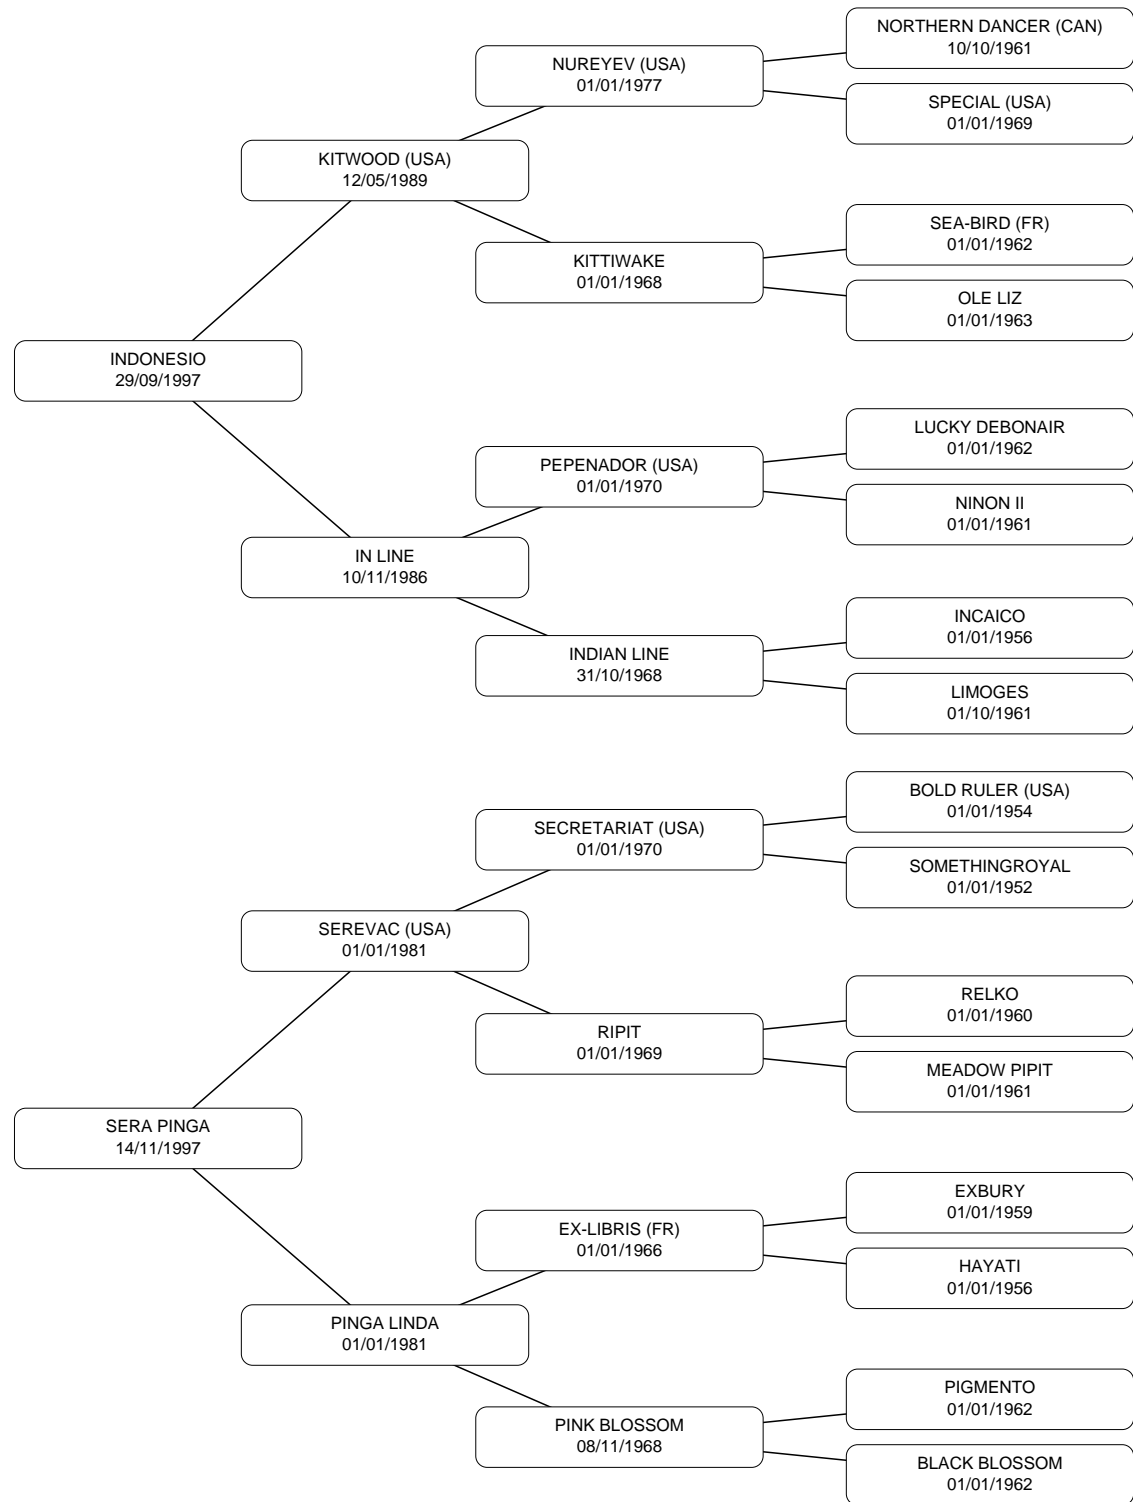 NORTHERN DANCER (CAN)
10/10/1961
NUREYEV (USA)
01/01/1977
SPECIAL (USA)
01/01/1969
KITWOOD (USA)
12/05/1989
SEA-BIRD (FR)
01/01/1962
KITTIWAKE
01/01/1968
OLE LIZ
01/01/1963
INDONESIO
29/09/1997
LUCKY DEBONAIR
01/01/1962
PEPENADOR (USA)
01/01/1970
NINON II
01/01/1961
IN LINE
10/11/1986
INCAICO
01/01/1956
INDIAN LINE
31/10/1968
LIMOGES
01/10/1961
BOLD RULER (USA)
01/01/1954
SECRETARIAT (USA)
01/01/1970
SOMETHINGROYAL
01/01/1952
SEREVAC (USA)
01/01/1981
RELKO
01/01/1960
RIPIT
01/01/1969
MEADOW PIPIT
01/01/1961
SERA PINGA
14/11/1997
EXBURY
01/01/1959
EX-LIBRIS (FR)
01/01/1966
HAYATI
01/01/1956
PINGA LINDA
01/01/1981
PIGMENTO
01/01/1962
PINK BLOSSOM
08/11/1968
BLACK BLOSSOM
01/01/1962